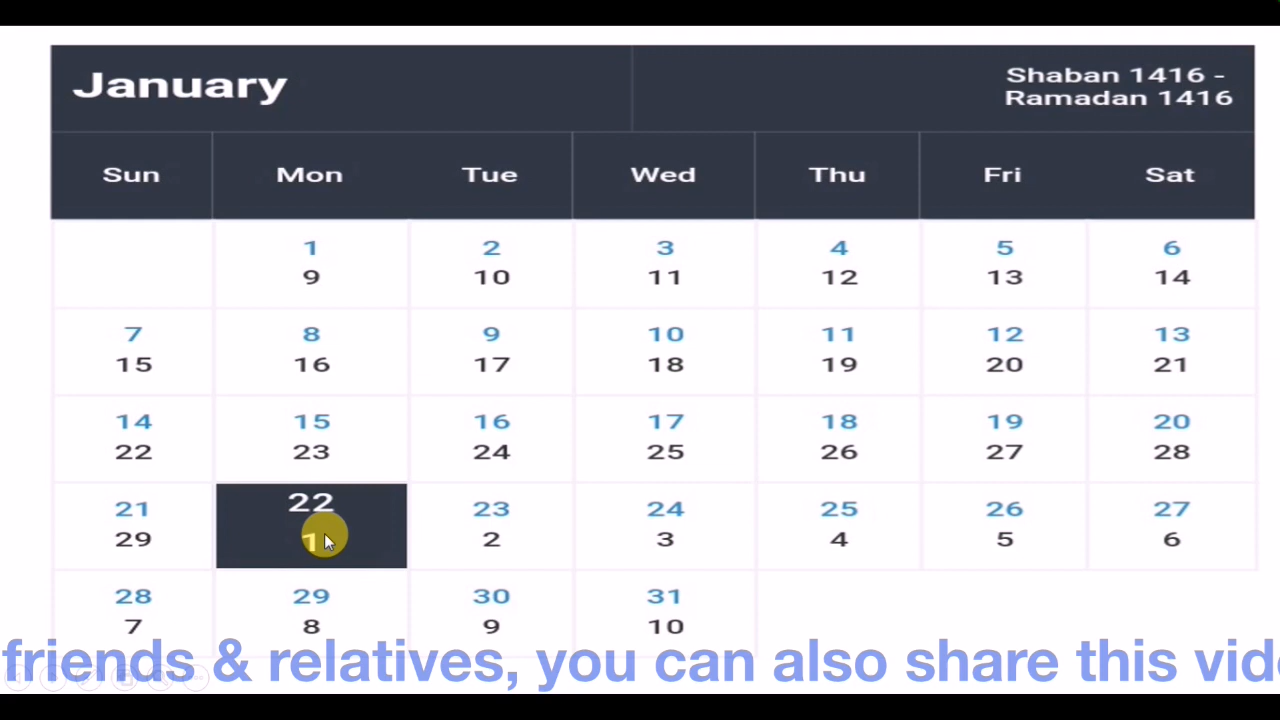 January
Shaban 1416 -
Ramadan 1416
Sun Mon Tue Wed Thu Fri Sat
1 2 3 4 5 6
9 10 11 12 13 14
7 8 9 10 11 12 13
15 16 17 18 19 20 21
14 15 16 17 18 19 20
22 23 24 25 26 27 28
21 22 23 24 25 26 27
29 1 2 3 4 5 6
28 29 30 31
7 8 9 10
friends & relatives, you can also share this vid